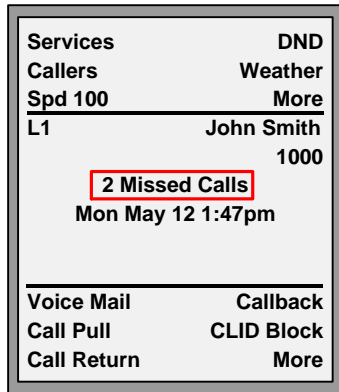 Services DND
Callers Weather
Spd 100 More
L1 John Smith
1000
2 Missed Calls
Mon May 12 1:47pm
Voice Mail Callback
Call Pull CLID Block
Call Return More